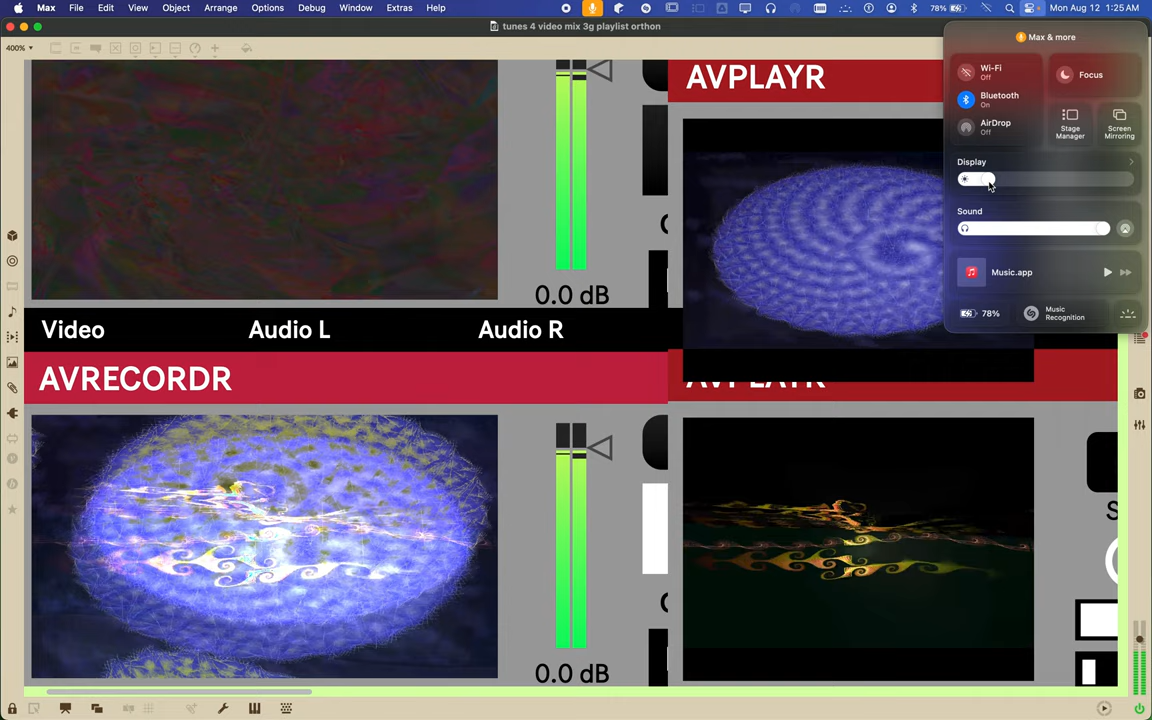 Max File Edit View Object Arrange Options Debug Window Extras Help
78% Mon Aug 12 1:25 AM
tunes 4 video mix 3g playlist orthon
400%
Max & more
Wi-Fi
Off
Focus
Bluetooth
On
AirDrop
Off
Stage
Manager
Screen
Mirroring
Display
Sound
Music.app
78%
Music
Recognition
AVPLAYR
0.0 dB
Video Audio L Audio R
AVRECORDR
AVPLAYR
0.0 dB